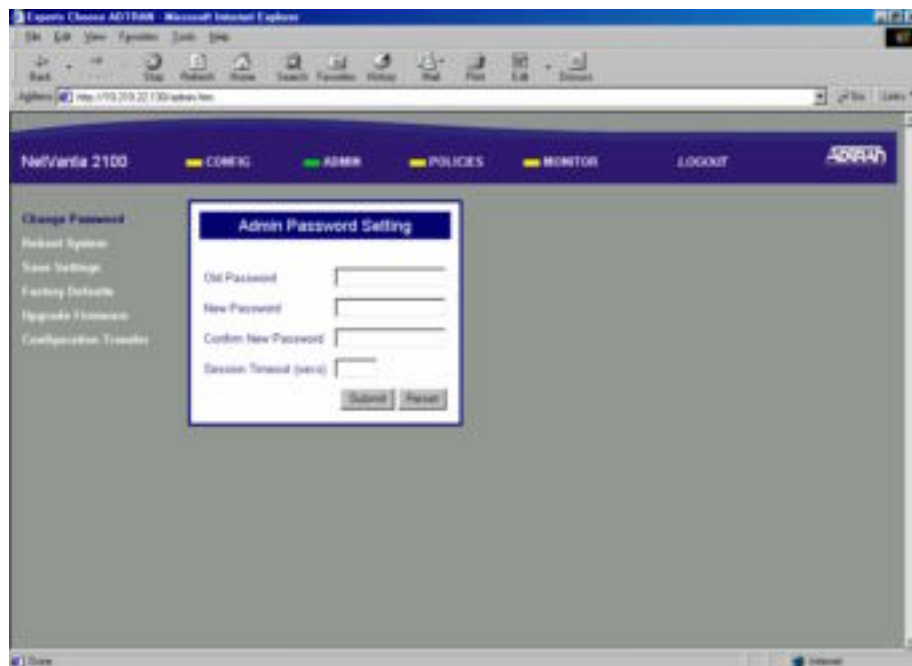 Experts Choose ADTRAN - Microsoft Internet Explorer
File Edit View Favorites Tools Help
Back Stop Refresh Home Search Favorites History Mail Print Edit Discuss
Address Go Links
NetVanta 2100 CONFIG ADMIN POLICIES MONITOR LOGOUT ADTRAN
Change Password
Reboot System
Save Settings
Factory Defaults
Upgrade Firmware
Configuration Transfer
Admin Password Setting
Old Password
New Password
Confirm New Password
Session Timeout (secs)
Submit Reset
Done Internet